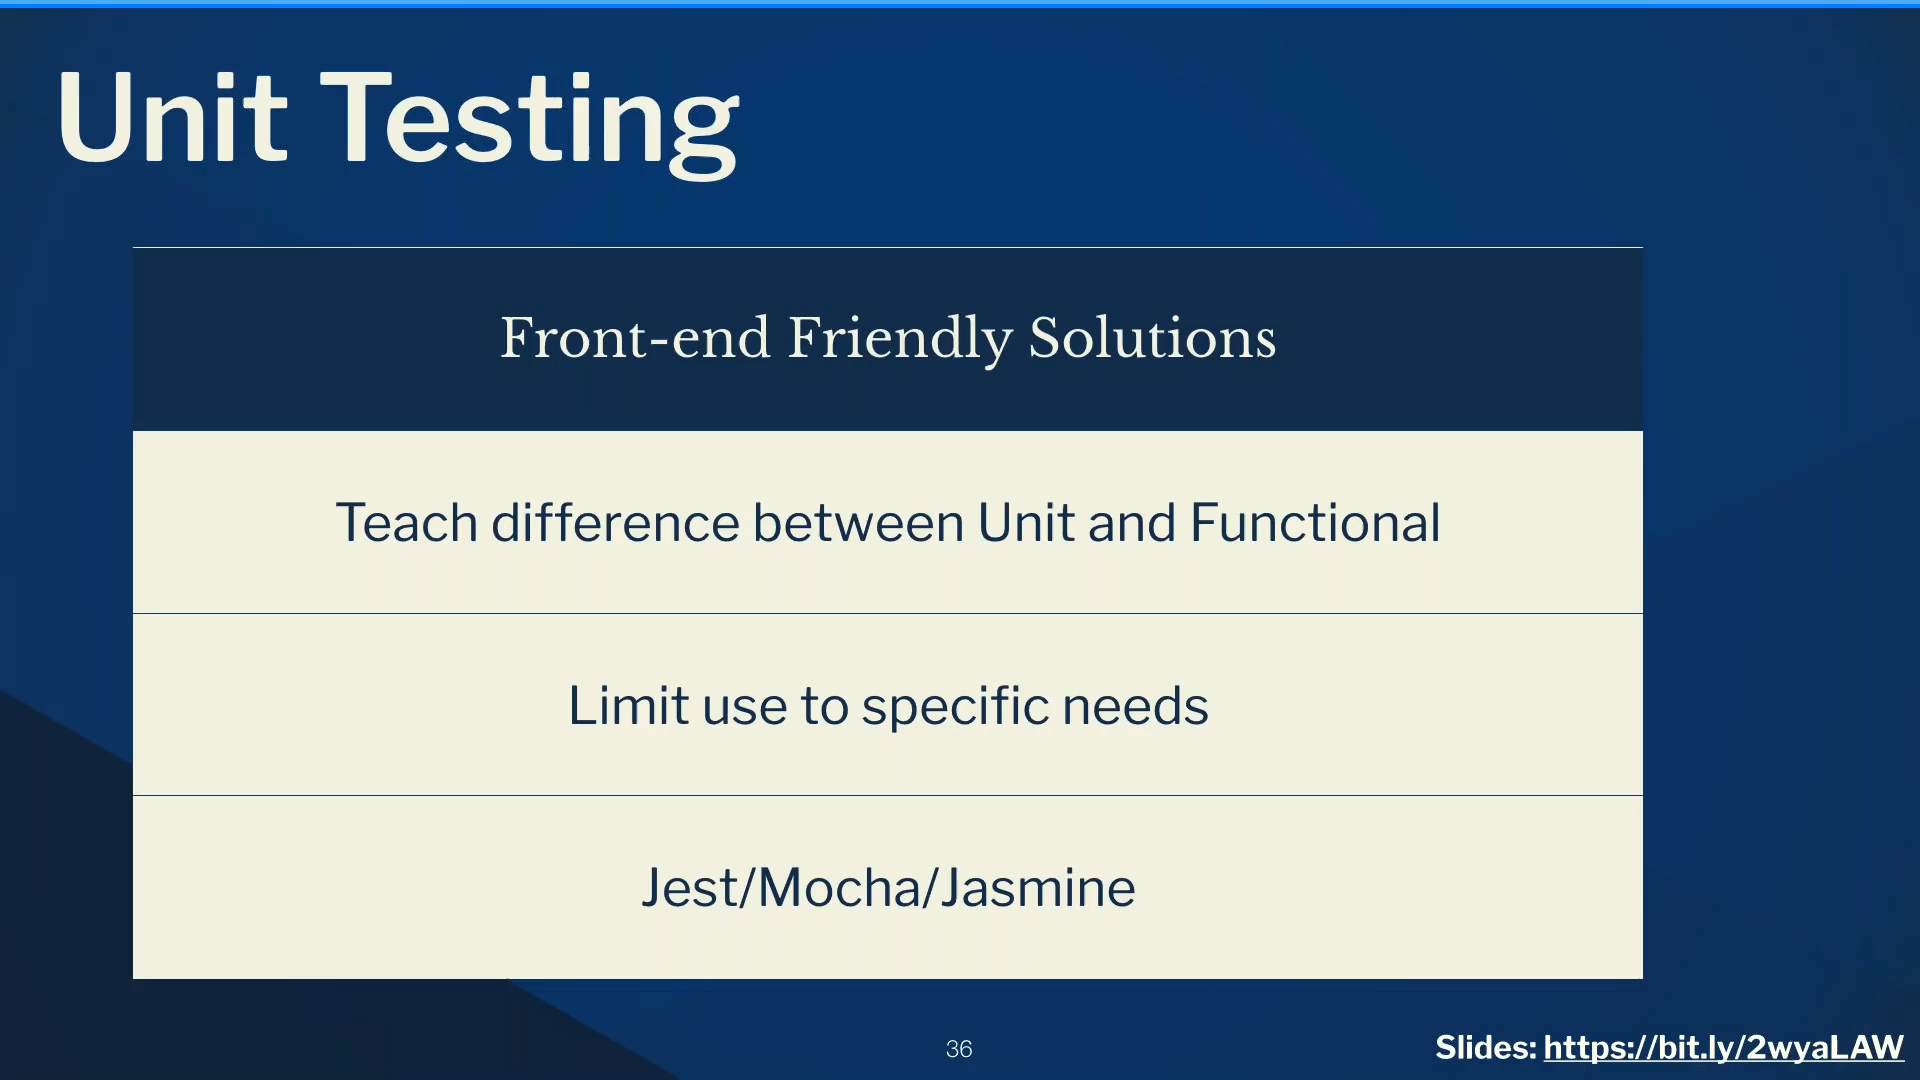 Unit Testing
Front-end Friendly Solutions
Teach difference between Unit and Functional
Limit use to specific needs
Jest/Mocha/Jasmine
36
Slides: https://bit.ly/2wyaLAW